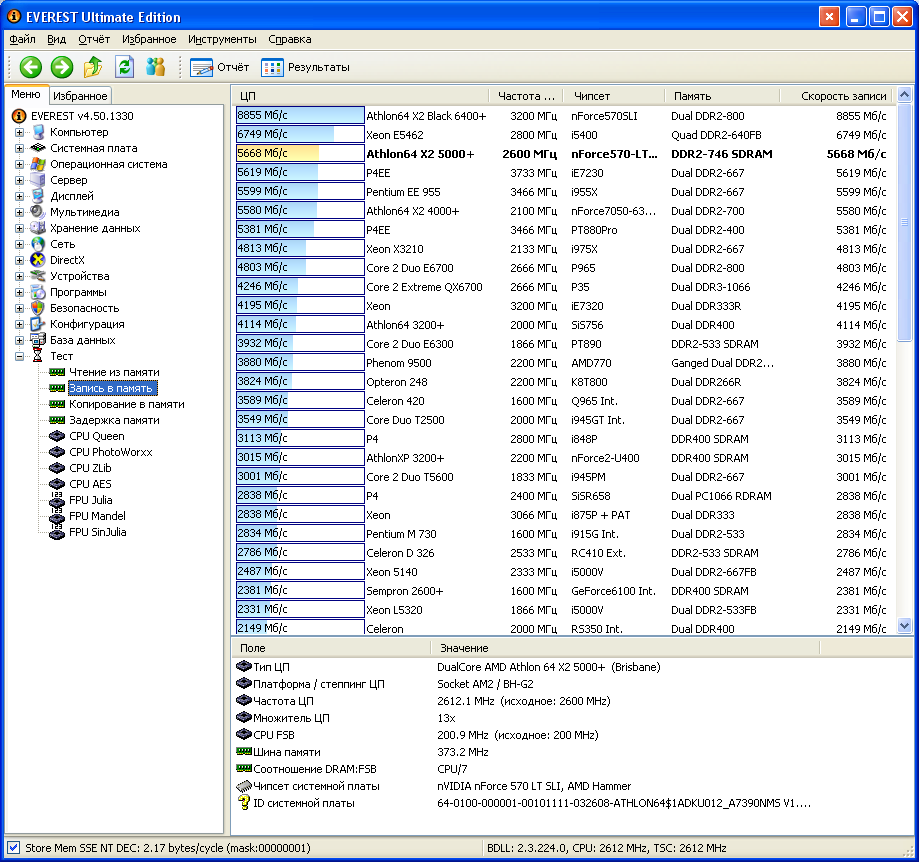 EVEREST Ultimate Edition
Файл Вид Отчёт Избранное Инструменты Справка
Отчёт Результаты
Меню Избранное
EVEREST v4.50.1330
Компьютер
Системная плата
Операционная система
Сервер
Дисплей
Мультимедиа
Хранение данных
Сеть
DirectX
Устройства
Программы
Безопасность
Конфигурация
База данных
Тест
Чтение из памяти
Запись в память
Копирование в памяти
Задержка памяти
CPU Queen
CPU PhotoWorxx
CPU ZLib
CPU AES
FPU Julia
FPU Mandel
FPU SinJulia
ЦП Частота ... Чипсет Память Скорость записи
8855 Мб/с Athlon64 X2 Black 6400+ 3200 МГц nForce570SLI Dual DDR2-800 8855 Мб/с
6749 Мб/с Xeon E5462 2800 МГц i5400 Quad DDR2-640FB 6749 Мб/с
5668 Мб/с Athlon64 X2 5000+ 2600 МГц nForce570-LT... DDR2-746 SDRAM 5668 Мб/с
5619 Мб/с P4EE 3733 МГц iE7230 Dual DDR2-667 5619 Мб/с
5599 Мб/с Pentium EE 955 3466 МГц i955X Dual DDR2-667 5599 Мб/с
5580 Мб/с Athlon64 X2 4000+ 2100 МГц nForce7050-63... Dual DDR2-700 5580 Мб/с
5381 Мб/с P4EE 3466 МГц PT880Pro Dual DDR2-400 5381 Мб/с
4813 Мб/с Xeon X3210 2133 МГц i975X Dual DDR2-667 4813 Мб/с
4803 Мб/с Core 2 Duo E6700 2666 МГц P965 Dual DDR2-800 4803 Мб/с
4246 Мб/с Core 2 Extreme QX6700 2666 МГц P35 Dual DDR3-1066 4246 Мб/с
4195 Мб/с Xeon 3200 МГц iE7320 Dual DDR333R 4195 Мб/с
4114 Мб/с Athlon64 3200+ 2000 МГц SiS756 Dual DDR400 4114 Мб/с
3932 Мб/с Core 2 Duo E6300 1866 МГц PT890 DDR2-533 SDRAM 3932 Мб/с
3880 Мб/с Phenom 9500 2200 МГц AMD770 Ganged Dual DDR2... 3880 Мб/с
3824 Мб/с Opteron 248 2200 МГц K8T800 Dual DDR266R 3824 Мб/с
3589 Мб/с Celeron 420 1600 МГц Q965 Int. Dual DDR2-667 3589 Мб/с
3549 Мб/с Core Duo T2500 2000 МГц i945GT Int. Dual DDR2-667 3549 Мб/с
3113 Мб/с P4 2800 МГц i848P DDR400 SDRAM 3113 Мб/с
3015 Мб/с AthlonXP 3200+ 2200 МГц nForce2-U400 Dual DDR400 3015 Мб/с
3001 Мб/с Core 2 Duo T5600 1833 МГц i945PM Dual DDR2-667 3001 Мб/с
2838 Мб/с P4 2400 МГц SiSR658 Dual PC1066 RDRAM 2838 Мб/с
2838 Мб/с Xeon 3066 МГц i875P + PAT Dual DDR333 2838 Мб/с
2834 Мб/с Pentium M 730 1600 МГц i915G Int. Dual DDR2-533 2834 Мб/с
2786 Мб/с Celeron D 326 2533 МГц RC410 Ext. DDR2-533 SDRAM 2786 Мб/с
2487 Мб/с Xeon 5140 2333 МГц i5000V Dual DDR2-667FB 2487 Мб/с
2381 Мб/с Sempron 2600+ 1600 МГц GeForce6100 Int. DDR400 SDRAM 2381 Мб/с
2331 Мб/с Xeon L5320 1866 МГц i5000V Dual DDR2-533FB 2331 Мб/с
2149 Мб/с Celeron 2000 МГц RS350 Int. Dual DDR400 2149 Мб/с
Поле Значение
Тип ЦП DualCore AMD Athlon 64 X2 5000+ (Brisbane)
Платформа / степпинг ЦП Socket AM2 / BH-G2
Частота ЦП 2612.1 MHz (исходное: 2600 MHz)
Множитель ЦП 13x
CPU FSB 200.9 MHz (исходное: 200 MHz)
Шина памяти 373.2 MHz
Соотношение DRAM:FSB CPU/7
Чипсет системной платы nVIDIA nForce 570 LT SLI, AMD Hammer
ID системной платы 64-0100-000001-00101111-032608-ATHLON64$1ADKU012_A7390NMS V1....
Store Mem SSE NT DEC: 2.17 bytes/cycle (mask:00000001) BDLL: 2.3.224.0, CPU: 2612 MHz, TSC: 2612 MHz